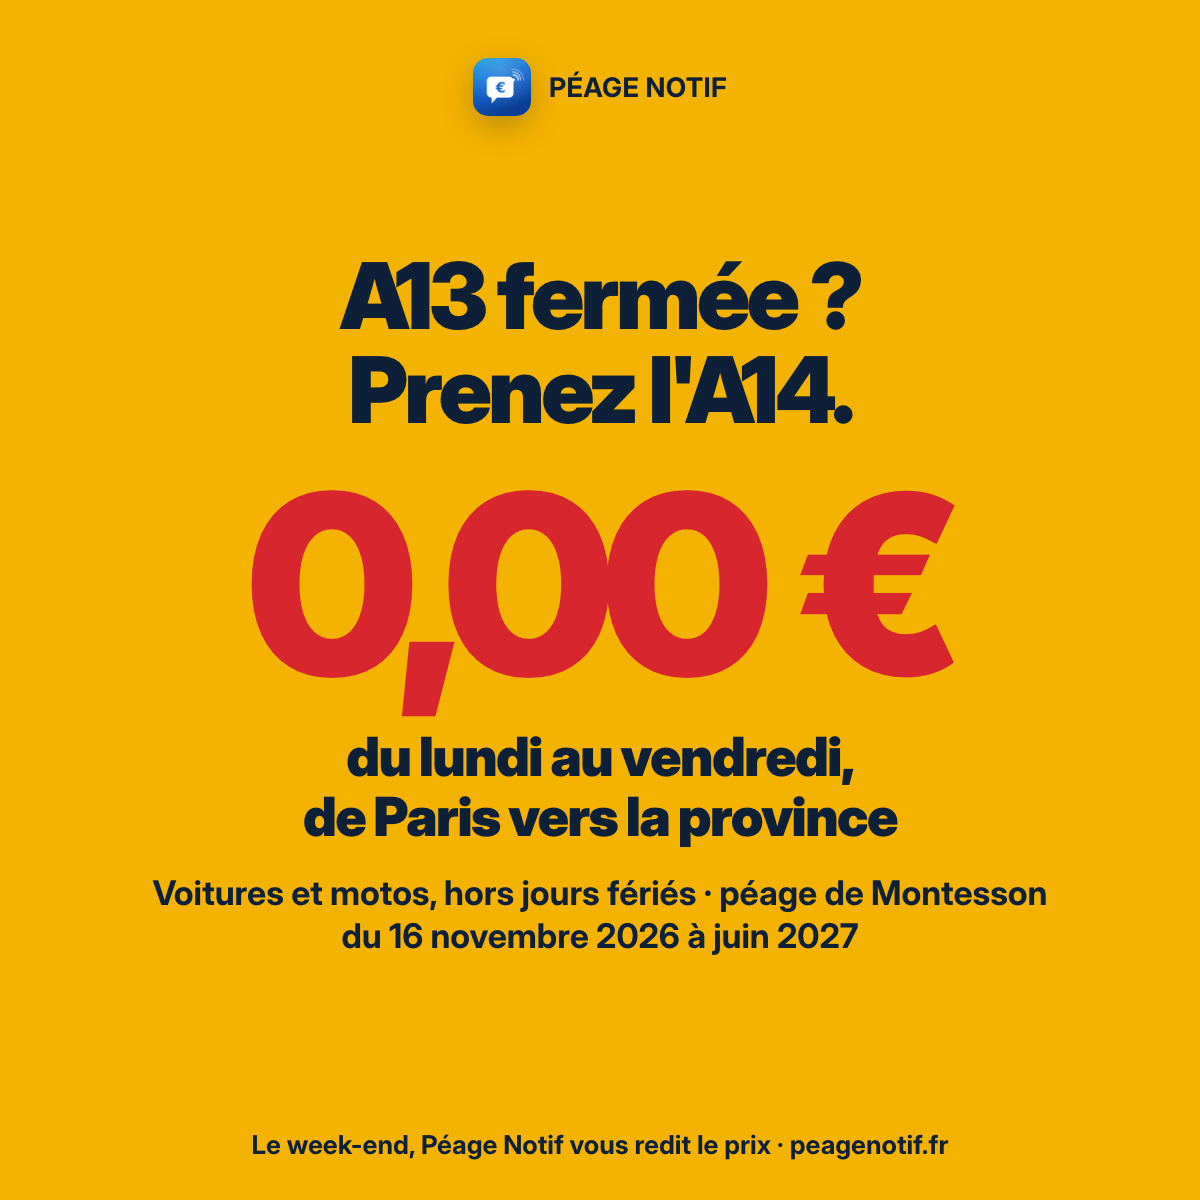 €
PÉAGE NOTIF
A13 fermée ?
Prenez l'A14.
0,00 €
du lundi au vendredi,
de Paris vers la province
Voitures et motos, hors jours fériés · péage de Montesson
du 16 novembre 2026 à juin 2027
Le week-end, Péage Notif vous redit le prix · peagenotif.fr